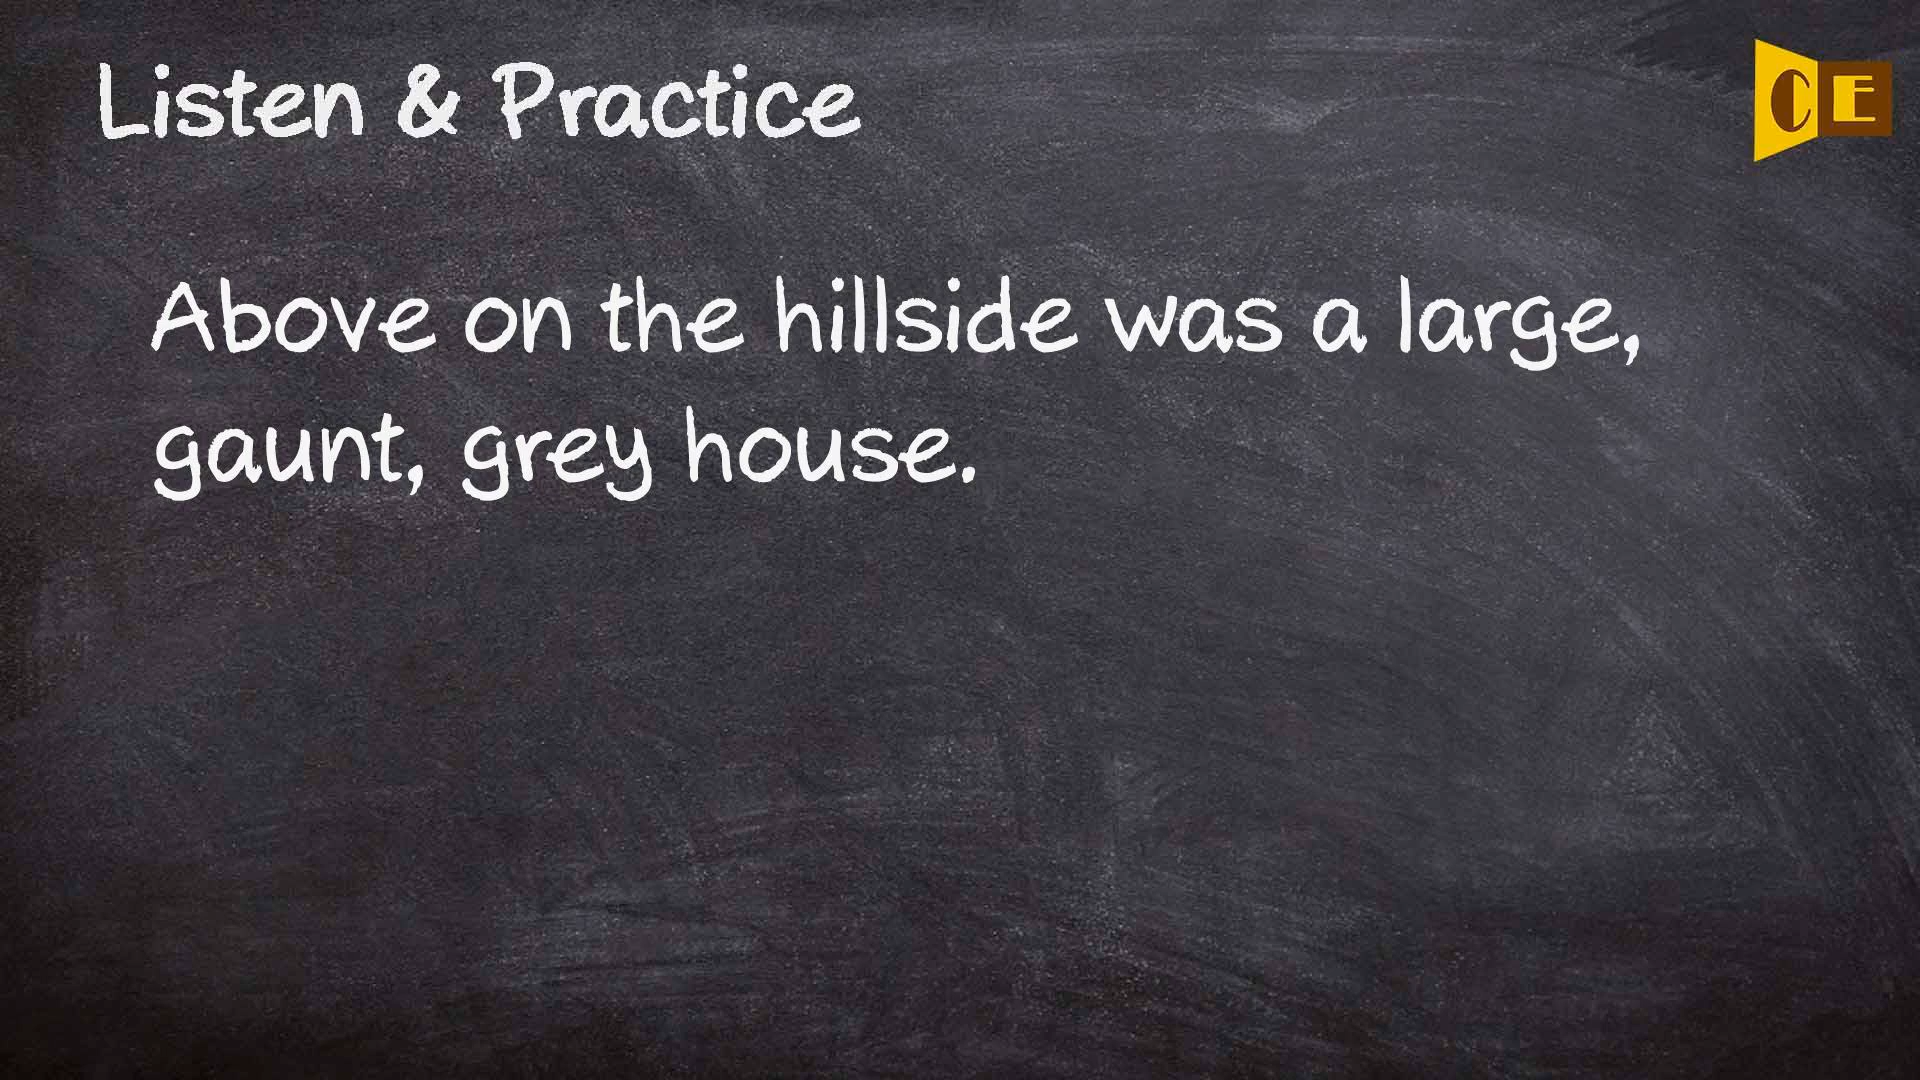 Listen & Practice
CE
Above on the hillside was a large,
gaunt, grey house.